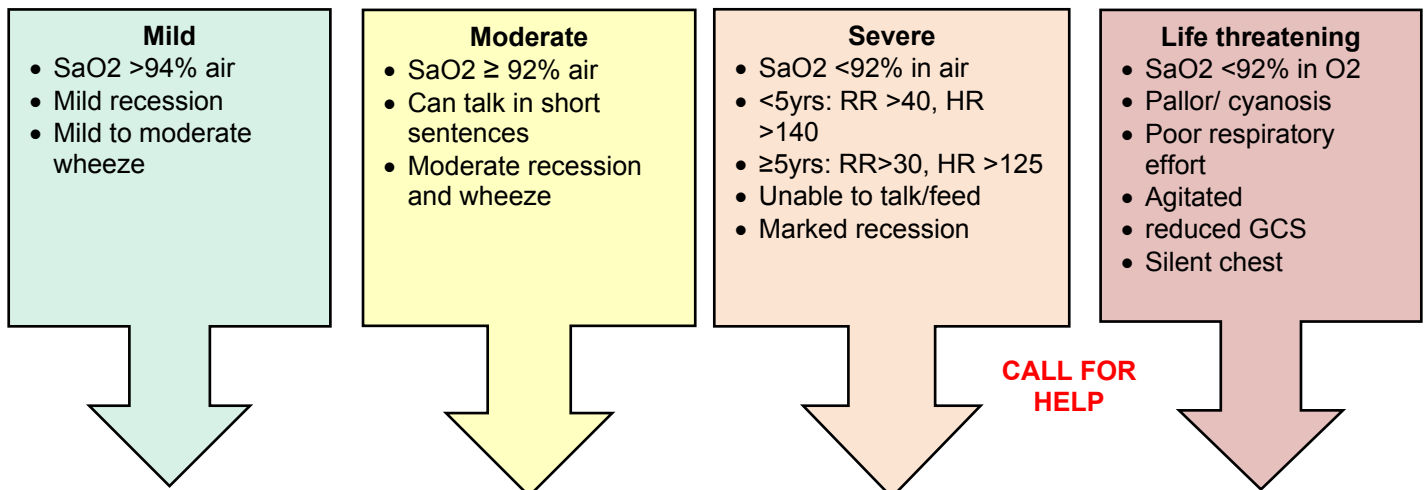 Mild
• SaO2 >94% air
• Mild recession
• Mild to moderate
wheeze
Moderate
• SaO2 ≥ 92% air
• Can talk in short
sentences
• Moderate recession
and wheeze
Severe
• SaO2 <92% in air
• <5yrs: RR >40, HR
>140
• ≥5yrs: RR>30, HR >125
• Unable to talk/feed
• Marked recession
Life threatening
• SaO2 <92% in O2
• Pallor/ cyanosis
• Poor respiratory
effort
• Agitated
• reduced GCS
• Silent chest
CALL FOR
HELP